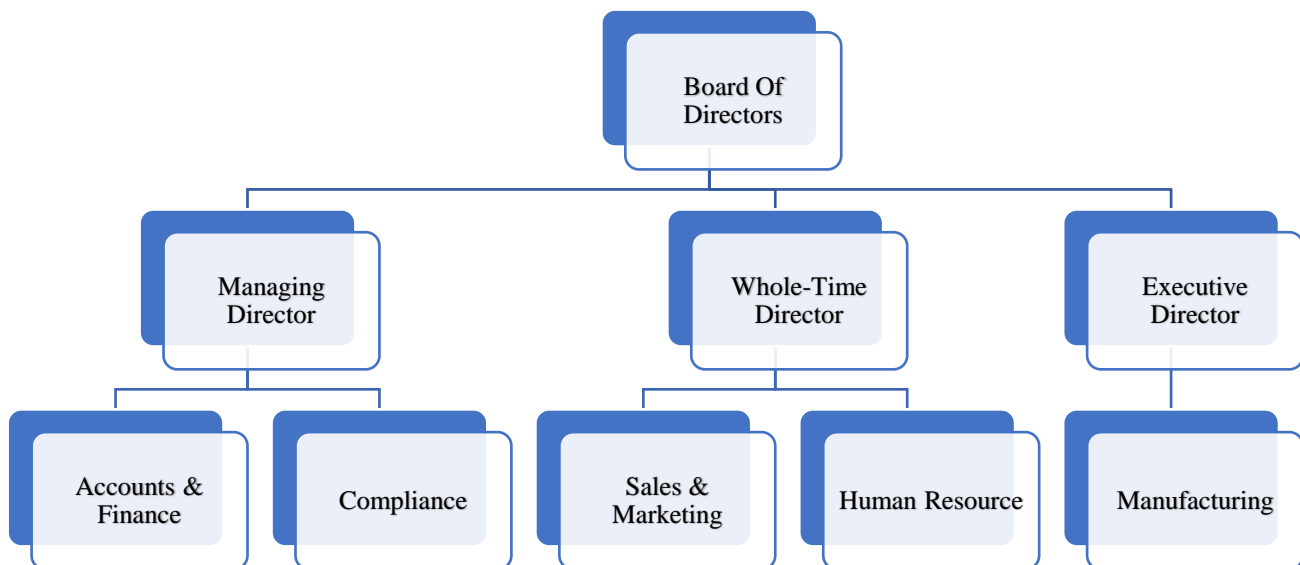 Board Of
Directors
Managing
Director
Whole-Time
Director
Executive
Director
Accounts &
Finance
Compliance
Sales &
Marketing
Human Resource
Manufacturing